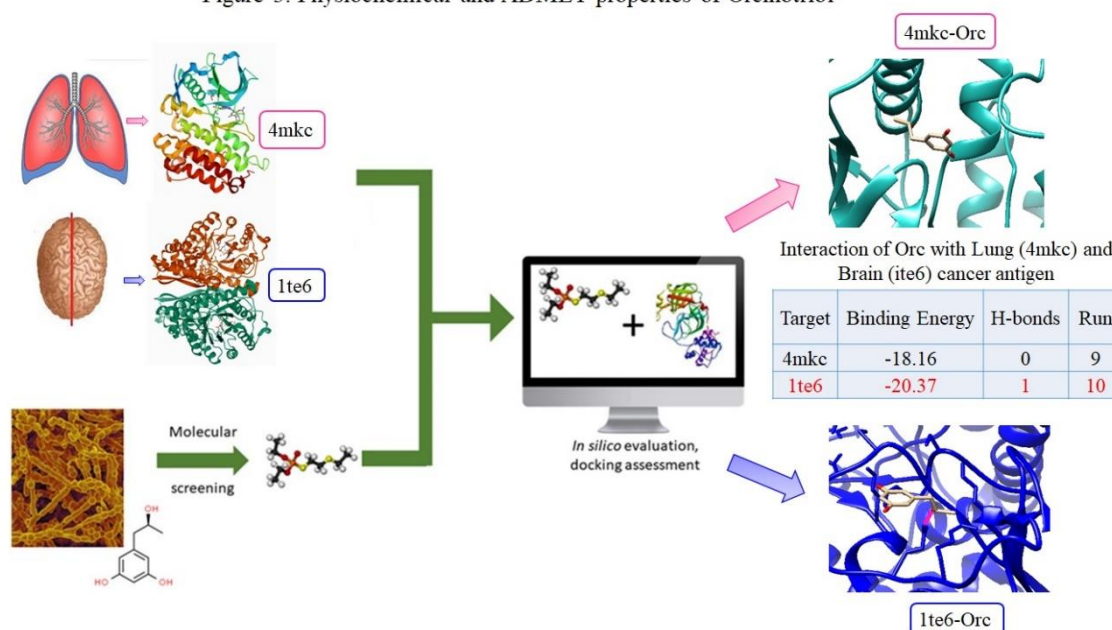 Figure 3. Physiochemical and ADMET properties of Orcinotriol
4mkc
1te6
Molecular
screening
OH
HO
OH
+
In silico evaluation,
docking assessment
4mkc-Orc
Interaction of Orc with Lung (4mkc) and
Brain (ite6) cancer antigen
Target Binding Energy H-bonds Run
4mkc -18.16 0 9
1te6 -20.37 1 10
1te6-Orc